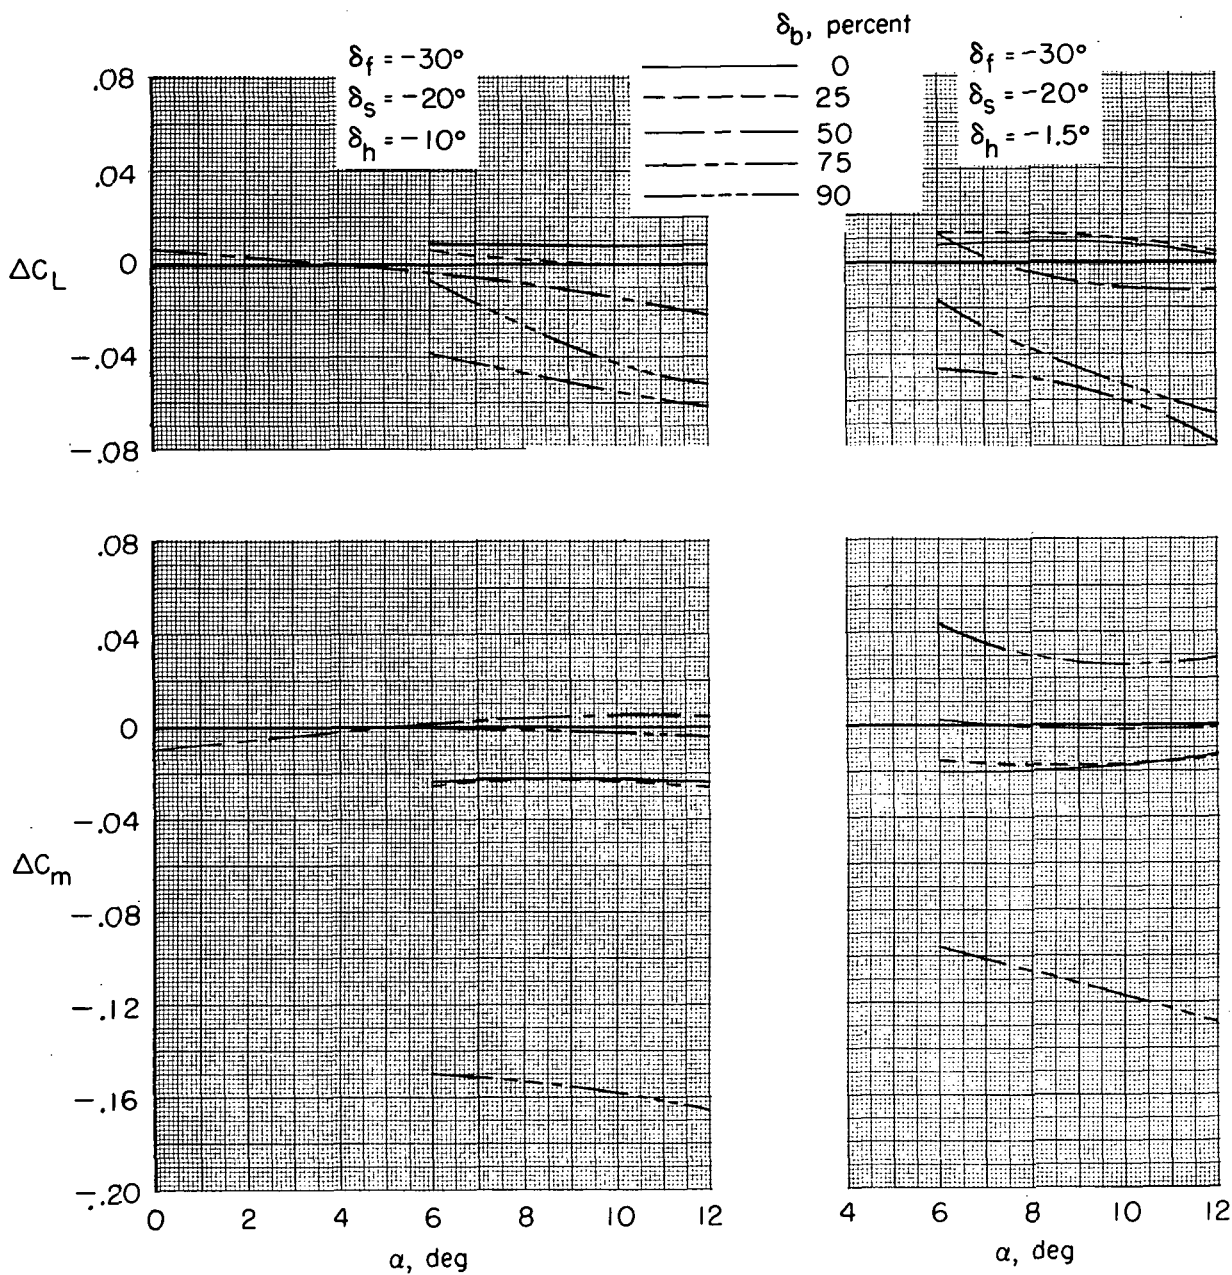 δb, percent
0
25
50
75
90
δf = −30°
δs = −20°
δh = −10°
δf = −30°
δs = −20°
δh = −1.5°
.08
.04
0
−.04
−.08
ΔCL
.08
.04
0
−.04
−.08
−.12
−.16
−.20
ΔCm
0 2 4 6 8 10 12
α, deg
4 6 8 10 12
α, deg